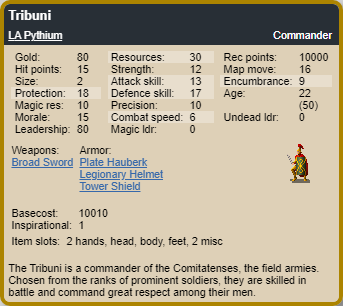 Tribuni
LA Pythium Commander
Gold: 80 Resources: 30 Rec points: 10000
Hit points: 15 Strength: 12 Map move: 16
Size: 2 Attack skill: 13 Encumbrance: 9
Protection: 18 Defence skill: 17 Age: 22
Magic res: 10 Precision: 10 (50)
Morale: 15 Combat speed: 6 Undead ldr: 0
Leadership: 80 Magic ldr: 0
Weapons: Armor:
Broad Sword Plate Hauberk
Legionary Helmet
Tower Shield
Basecost: 10010
Inspirational: 1
Item slots: 2 hands, head, body, feet, 2 misc
The Tribuni is a commander of the Comitatenses, the field armies.
Chosen from the ranks of prominent soldiers, they are skilled in
battle and command great respect among their men.